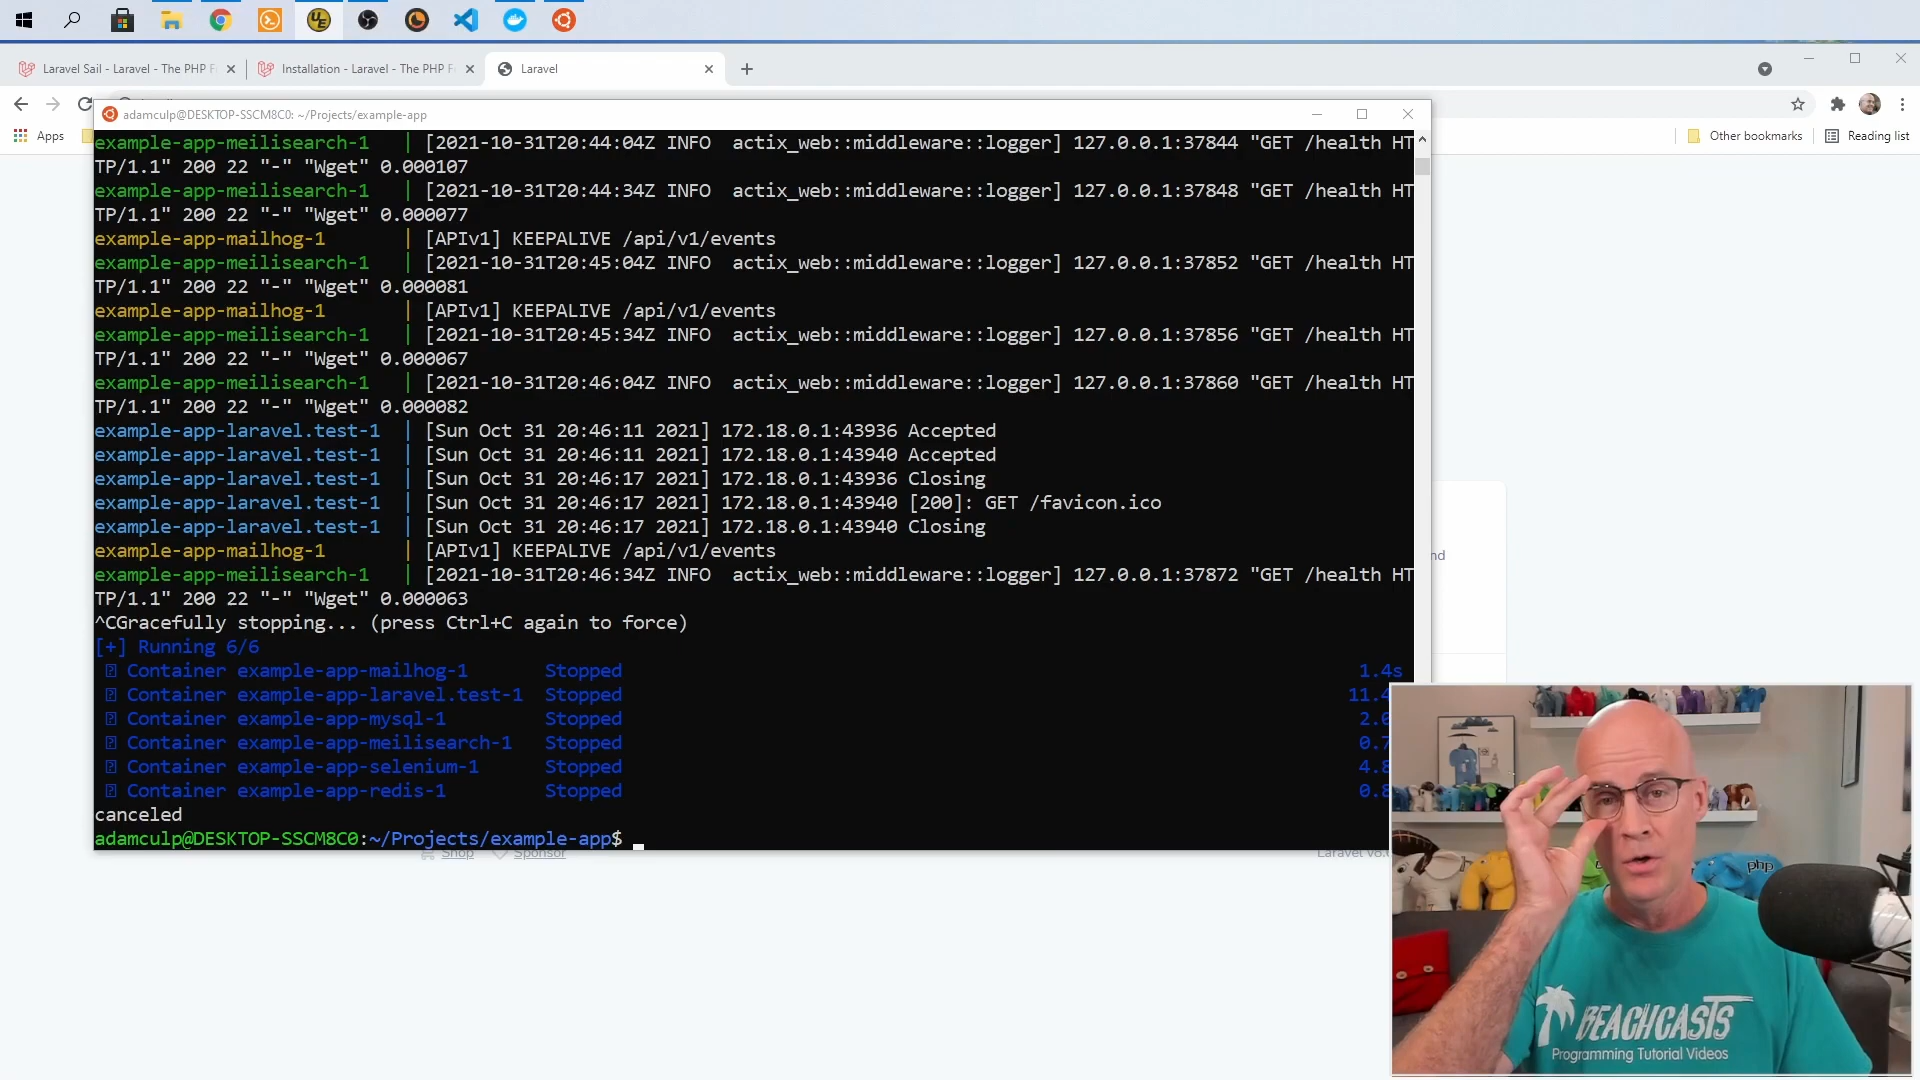 Laravel Sail - Laravel - The PHP F
Installation - Laravel - The PHP F
Laravel
Apps
Other bookmarks
Reading list
adamculp@DESKTOP-SSCM8C0: ~/Projects/example-app
example-app-meilisearch-1 | [2021-10-31T20:44:04Z INFO actix_web::middleware::logger] 127.0.0.1:37844 "GET /health HT
TP/1.1" 200 22 "-" "Wget" 0.000107
example-app-meilisearch-1 | [2021-10-31T20:44:34Z INFO actix_web::middleware::logger] 127.0.0.1:37848 "GET /health HT
TP/1.1" 200 22 "-" "Wget" 0.000077
example-app-mailhog-1 | [APIv1] KEEPALIVE /api/v1/events
example-app-meilisearch-1 | [2021-10-31T20:45:04Z INFO actix_web::middleware::logger] 127.0.0.1:37852 "GET /health HT
TP/1.1" 200 22 "-" "Wget" 0.000081
example-app-mailhog-1 | [APIv1] KEEPALIVE /api/v1/events
example-app-meilisearch-1 | [2021-10-31T20:45:34Z INFO actix_web::middleware::logger] 127.0.0.1:37856 "GET /health HT
TP/1.1" 200 22 "-" "Wget" 0.000067
example-app-meilisearch-1 | [2021-10-31T20:46:04Z INFO actix_web::middleware::logger] 127.0.0.1:37860 "GET /health HT
TP/1.1" 200 22 "-" "Wget" 0.000082
example-app-laravel.test-1 | [Sun Oct 31 20:46:11 2021] 172.18.0.1:43936 Accepted
example-app-laravel.test-1 | [Sun Oct 31 20:46:11 2021] 172.18.0.1:43940 Accepted
example-app-laravel.test-1 | [Sun Oct 31 20:46:17 2021] 172.18.0.1:43936 Closing
example-app-laravel.test-1 | [Sun Oct 31 20:46:17 2021] 172.18.0.1:43940 [200]: GET /favicon.ico
example-app-laravel.test-1 | [Sun Oct 31 20:46:17 2021] 172.18.0.1:43940 Closing
example-app-mailhog-1 | [APIv1] KEEPALIVE /api/v1/events
example-app-meilisearch-1 | [2021-10-31T20:46:34Z INFO actix_web::middleware::logger] 127.0.0.1:37872 "GET /health HT
TP/1.1" 200 22 "-" "Wget" 0.000063
^CGracefully stopping... (press Ctrl+C again to force)
[+] Running 6/6
Container example-app-mailhog-1 Stopped 1.4s
Container example-app-laravel.test-1 Stopped 11.4
Container example-app-mysql-1 Stopped 2.0
Container example-app-meilisearch-1 Stopped 0.7
Container example-app-selenium-1 Stopped 4.8
Container example-app-redis-1 Stopped 0.8
canceled
adamculp@DESKTOP-SSCM8C0:~/Projects/example-app$
nd
Shop
Sponsor
Laravel v8.
php
BEACHCASTS
Programming Tutorial Videos